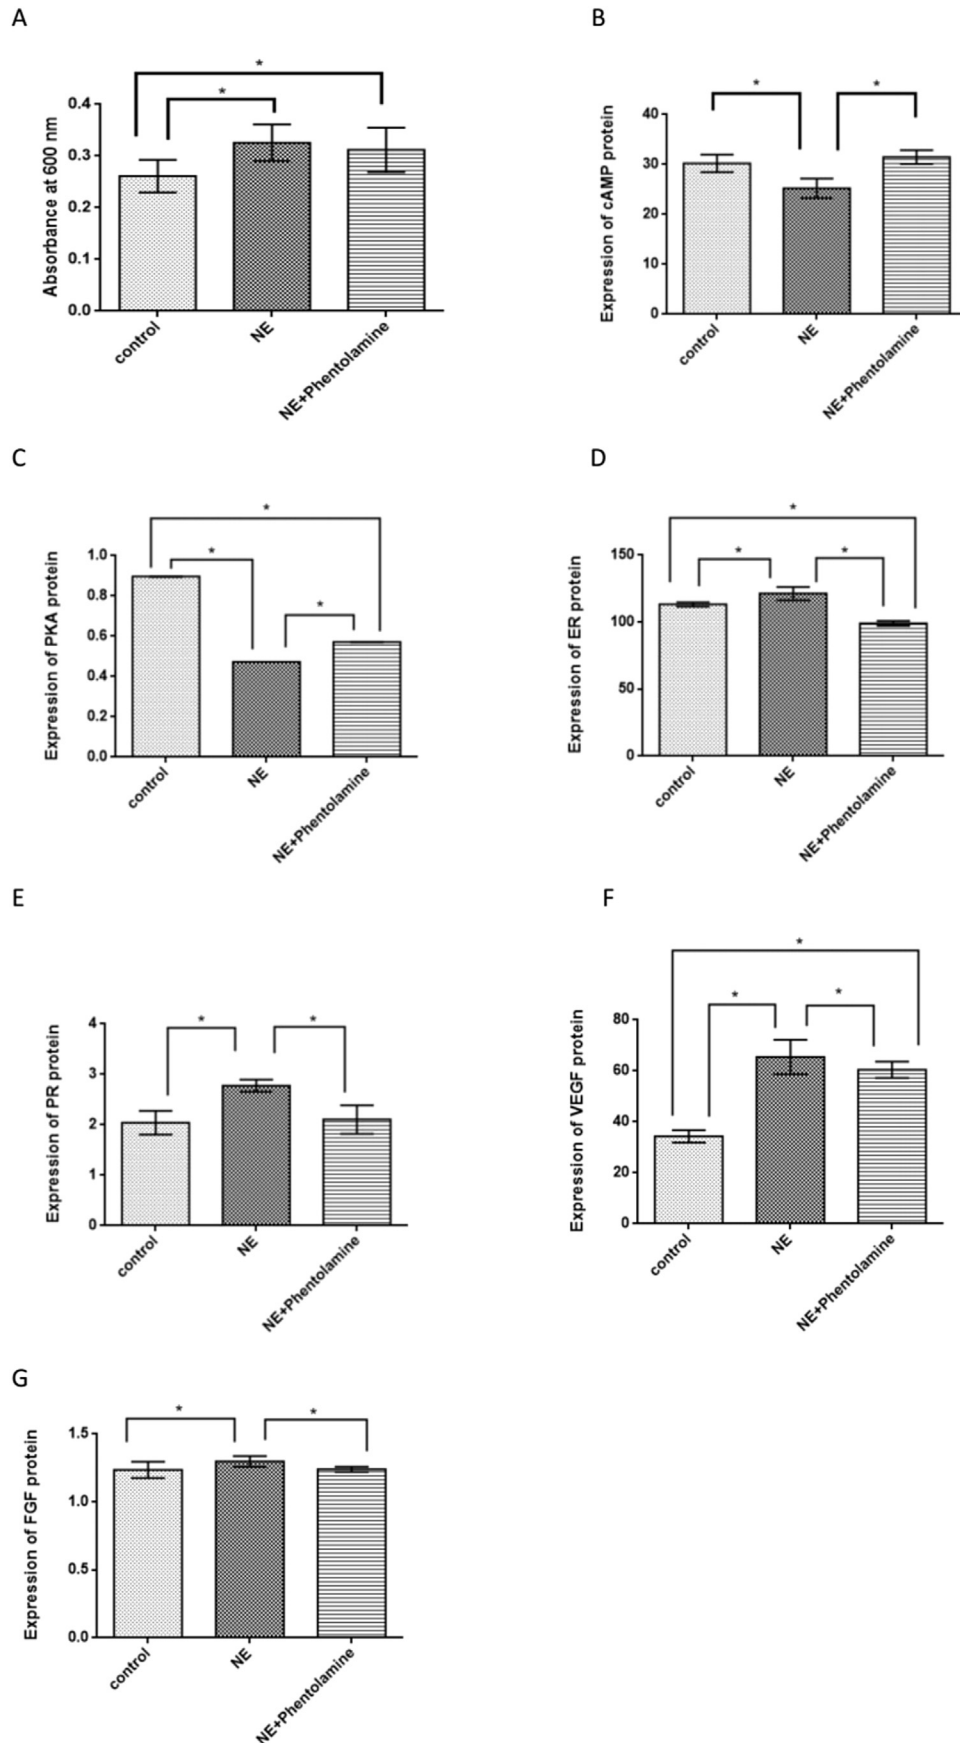 A
B
*
*
*
*
Absorbance at 600 nm
0.4
0.3
0.2
0.1
0.0
control
NE
NE+Phentolamine
Expression of cAMP protein
40
30
20
10
0
control
NE
NE+Phentolamine
C
D
*
*
*
Expression of PKA protein
1.0
0.8
0.6
0.4
0.2
0.0
control
NE
NE+Phentolamine
*
*
*
Expression of ER protein
150
100
50
0
control
NE
NE+Phentolamine
E
F
*
*
Expression of PR protein
4
3
2
1
0
control
NE
NE+Phentolamine
*
*
*
Expression of VEGF protein
80
60
40
20
0
control
NE
NE+Phentolamine
G
*
*
Expression of FGF protein
1.5
1.0
0.5
0.0
control
NE
NE+Phentolamine